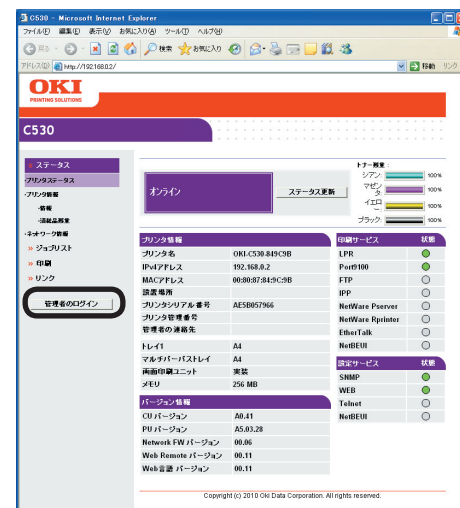 C530 - Microsoft Internet Explorer
ファイル(F) 編集(E) 表示(V) お気に入り(A) ツール(T) ヘルプ(H)
戻る 検索 お気に入り
アドレス(D) http://192.168.0.2/ 移動 リンク
OKI
PRINTING SOLUTIONS
C530
ステータス
・プリンタステータス
・プリンタ情報
・情報
・消耗品残量
・ネットワーク情報
» ジョブリスト
» 印刷
» リンク
管理者のログイン
オンライン
ステータス更新
トナー残量:
シアン: 100%
マゼンタ: 100%
イエロー: 100%
ブラック: 100%
プリンタ情報
プリンタ名 OKI-C530-849C9B
IPv4アドレス 192.168.0.2
MACアドレス 00:80:87:84:9C:9B
設置場所
プリンタシリアル番号 AE5B057966
プリンタ管理番号
管理者の連絡先
トレイ1 A4
マルチパーパストレイ A4
両面印刷ユニット 実装
メモリ 256 MB
バージョン情報
CU バージョン A0.41
PU バージョン A5.03.28
Network FW バージョン 00.06
Web Remote バージョン 00.11
Web言語 バージョン 00.11
印刷サービス 状態
LPR
Port9100
FTP
IPP
NetWare Pserver
NetWare Rprinter
EtherTalk
NetBEUI
設定サービス 状態
SNMP
WEB
Telnet
NetBEUI
Copyright (c) 2010 Oki Data Corporation. All rights reserved.